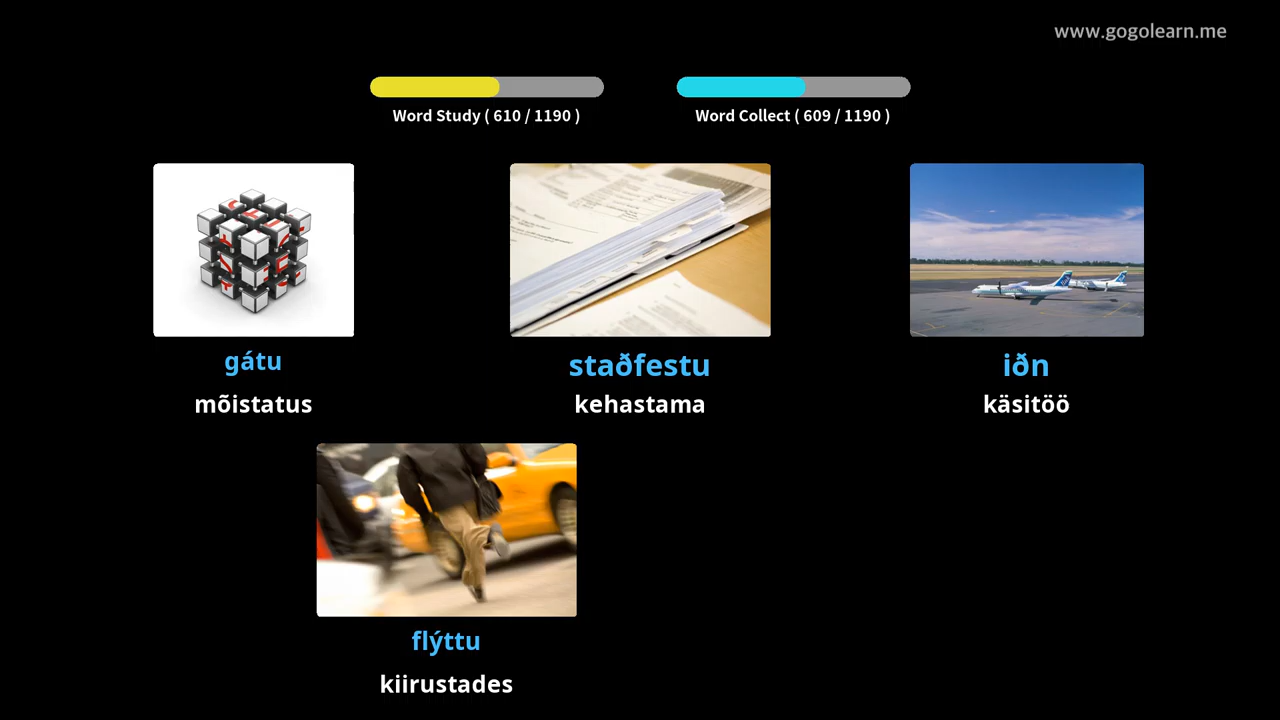 www.gogolearn.me
Word Study ( 610 / 1190 )
Word Collect ( 609 / 1190 )
gátu
staðfestu
iðn
mõistatus
kehastama
käsitöö
flýttu
kiirustades